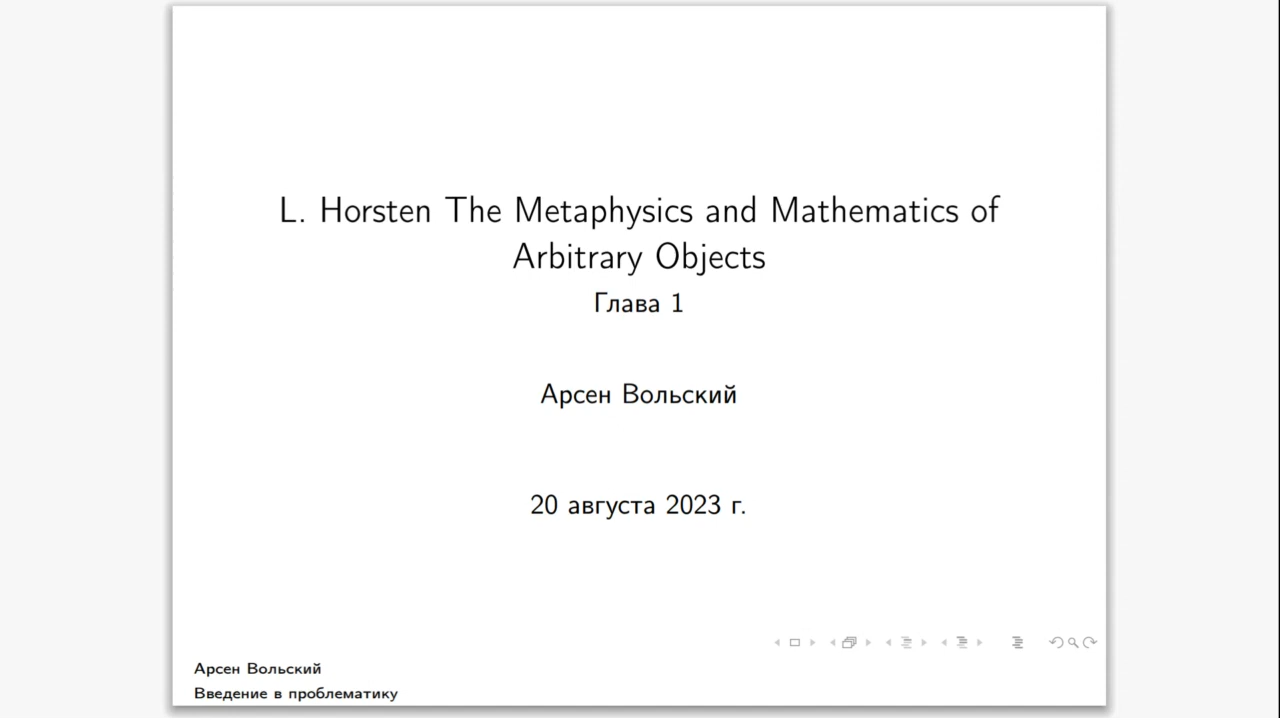 L. Horsten The Metaphysics and Mathematics of
Arbitrary Objects
Глава 1
Арсен Вольский
20 августа 2023 г.
Арсен Вольский
Введение в проблематику